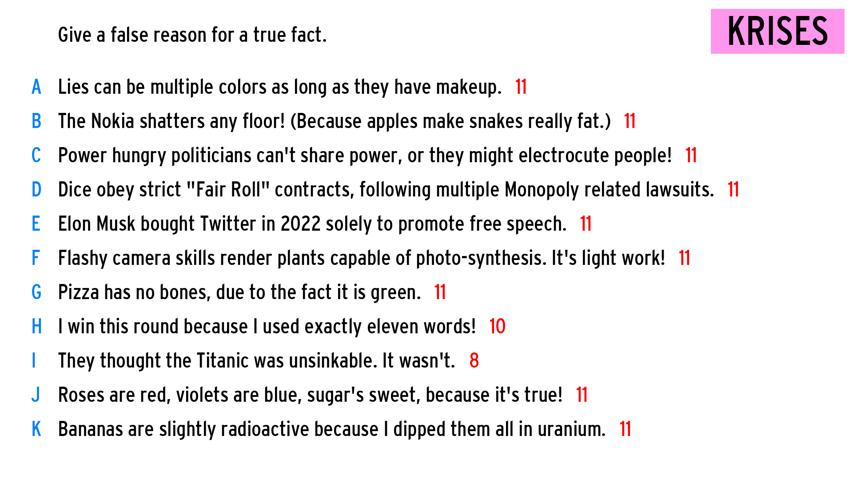 Give a false reason for a true fact.
KRISES
A Lies can be multiple colors as long as they have makeup. 11
B The Nokia shatters any floor! (Because apples make snakes really fat.) 11
C Power hungry politicians can't share power, or they might electrocute people! 11
D Dice obey strict "Fair Roll" contracts, following multiple Monopoly related lawsuits. 11
E Elon Musk bought Twitter in 2022 solely to promote free speech. 11
F Flashy camera skills render plants capable of photo-synthesis. It's light work! 11
G Pizza has no bones, due to the fact it is green. 11
H I win this round because I used exactly eleven words! 10
I They thought the Titanic was unsinkable. It wasn't. 8
J Roses are red, violets are blue, sugar's sweet, because it's true! 11
K Bananas are slightly radioactive because I dipped them all in uranium. 11